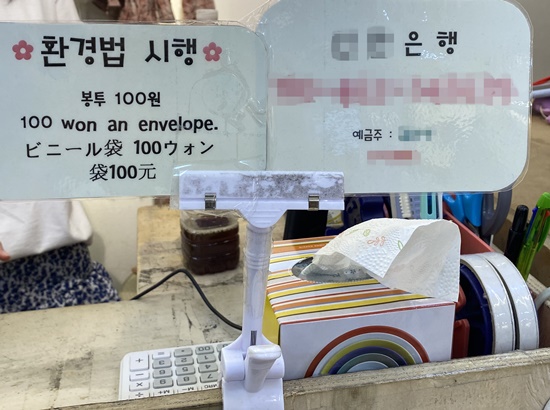 환경법 시행
봉투 100원
100 won an envelope.
ビニール袋 100ウォン
袋100元
은행
예금주 :